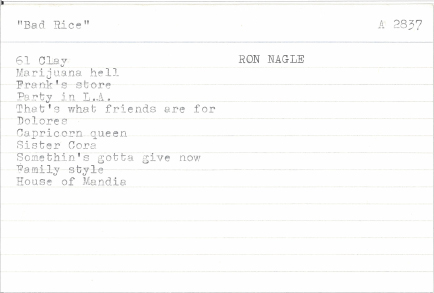 "Bad Rice" A 2837
61 Clay RON NAGLE
Marijuana hell
Frank's store
Party in L.A.
That's what friends are for
Dolores
Capricorn queen
Sister Cora
Somethin's gotta give now
Family style
House of Mandia